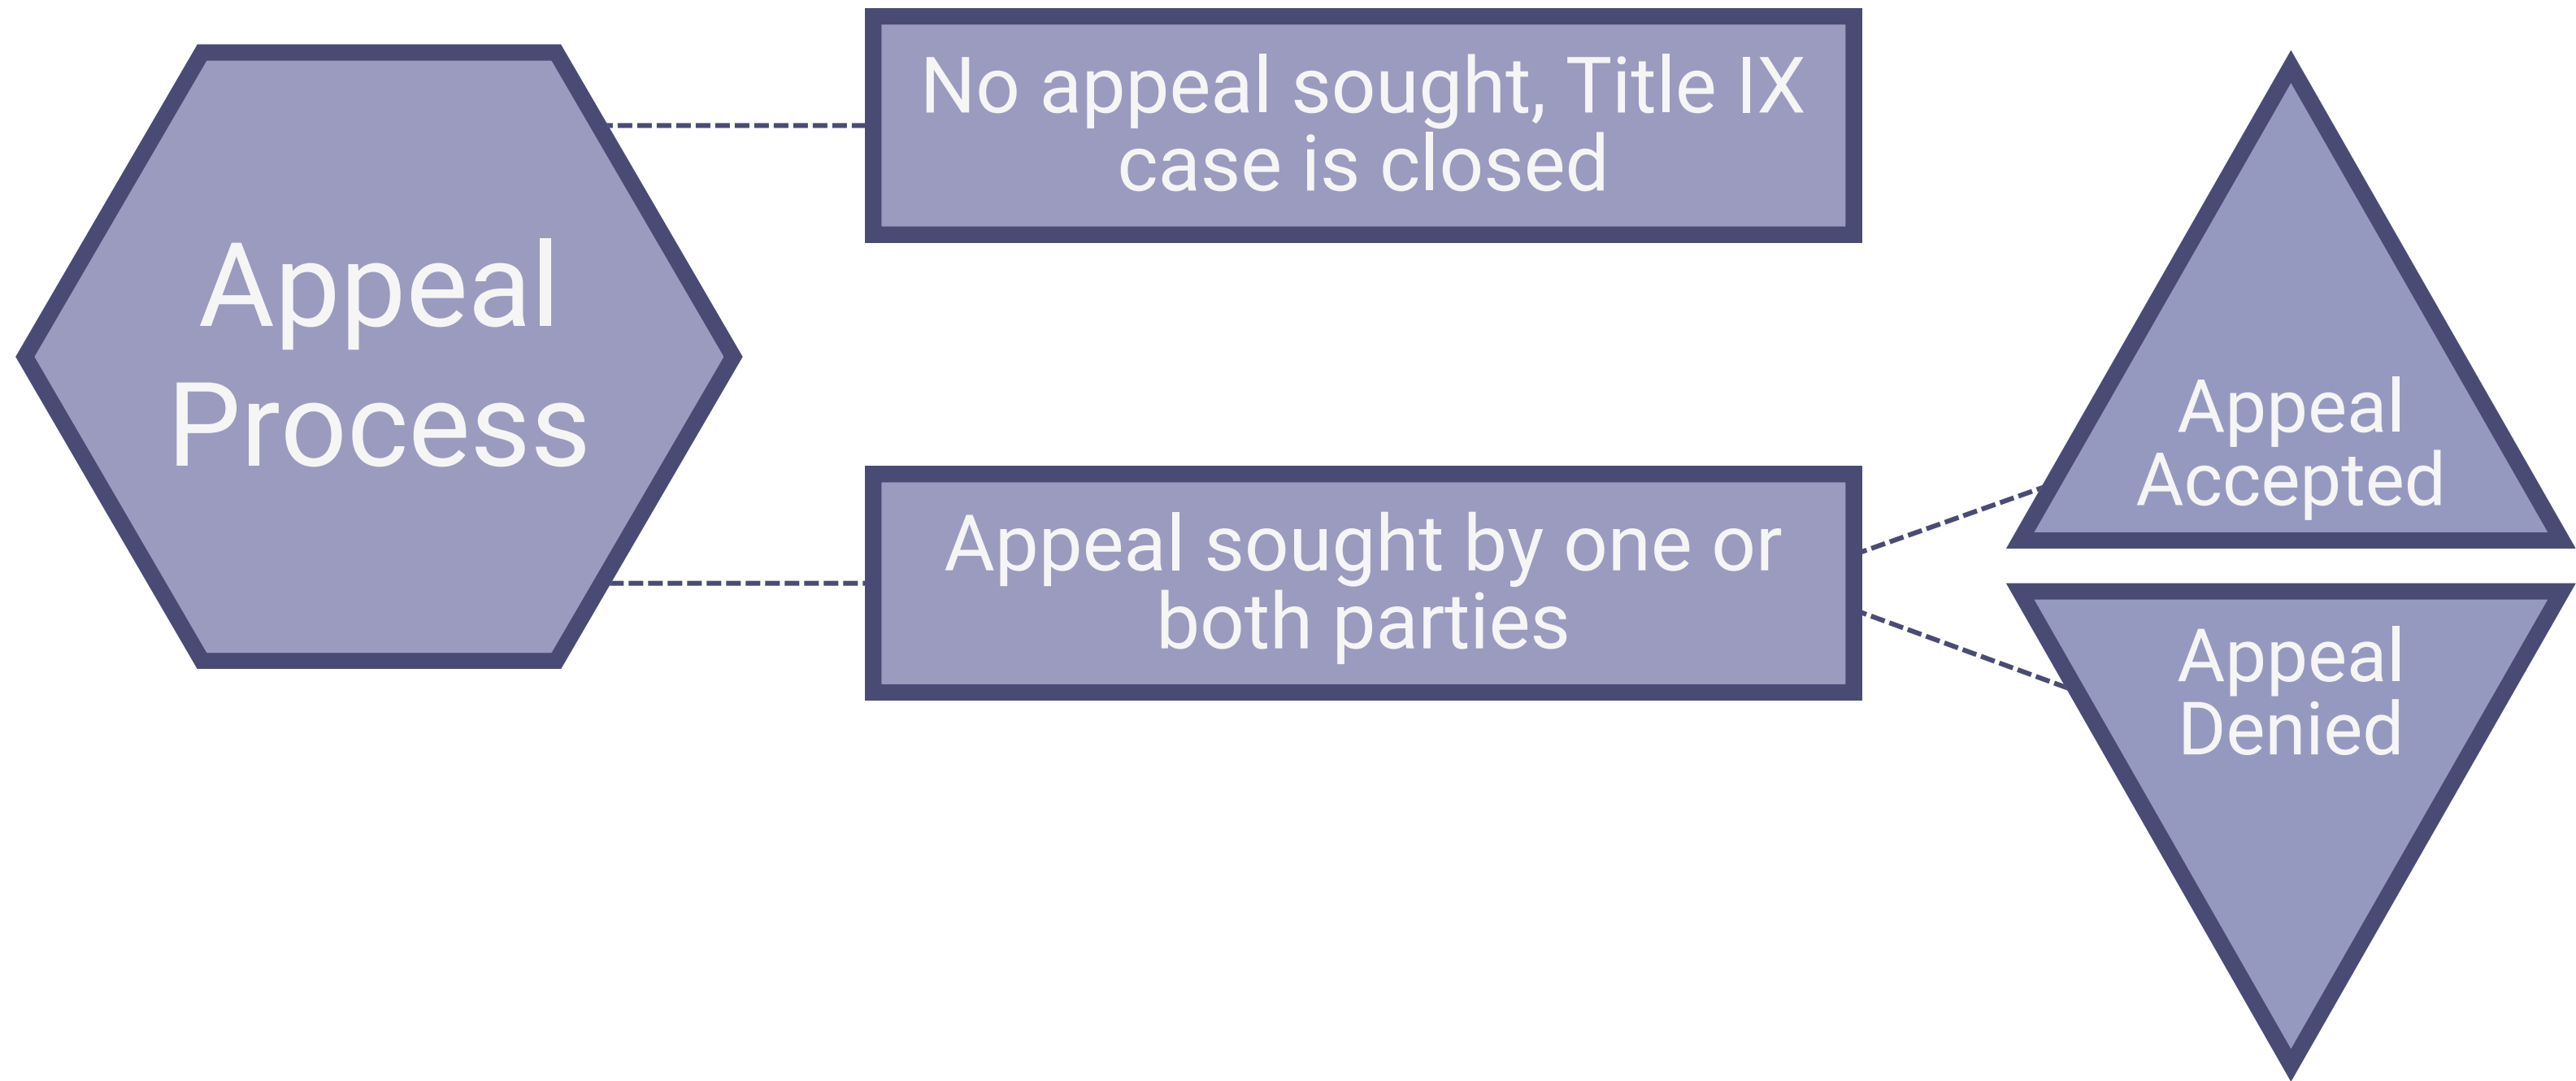 Appeal
Process
No appeal sought, Title IX
case is closed
Appeal sought by one or
both parties
Appeal
Accepted
Appeal
Denied